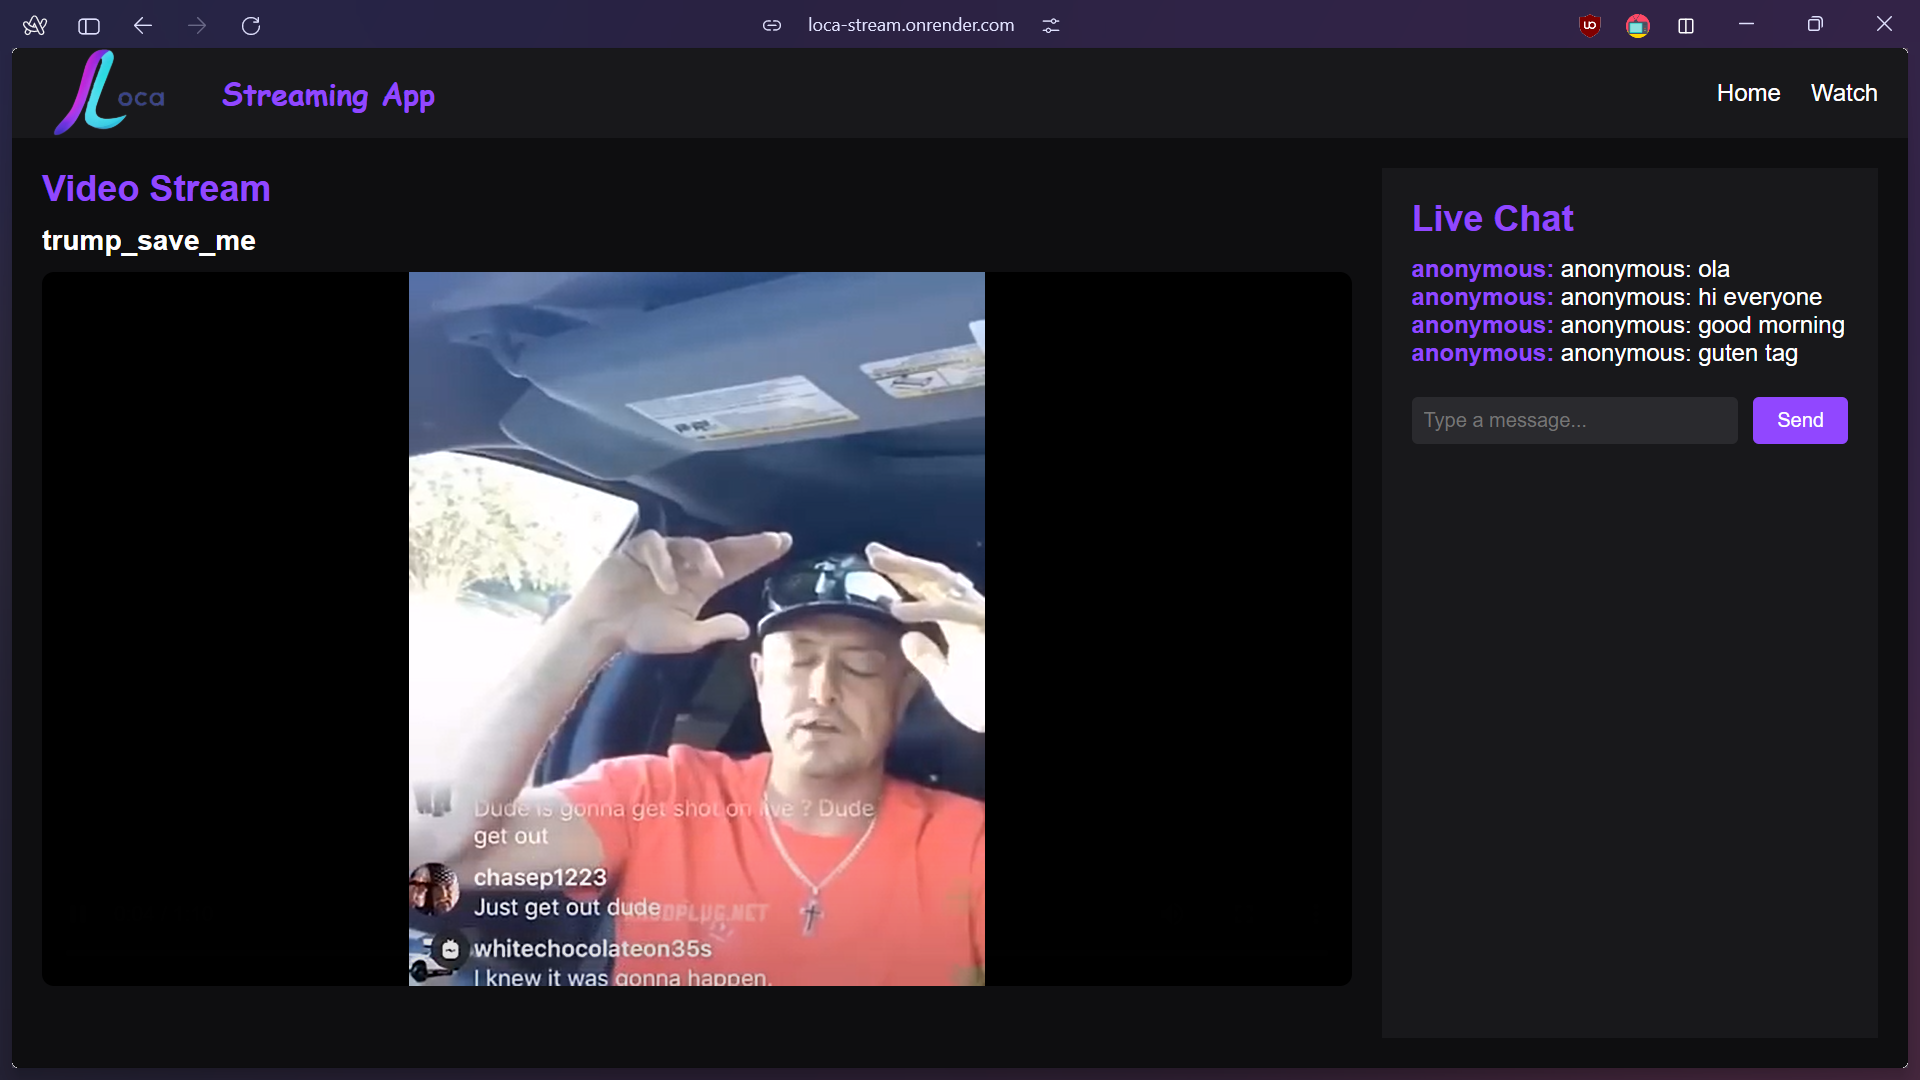 loca-stream.onrender.com
oca
Streaming App
Home
Watch
Video Stream
trump_save_me
Dude is gonna get shot on live ? Dude
get out
chasep1223
Just get out dude
whitechocolateon35s
I knew it was gonna happen.
Live Chat
anonymous: anonymous: ola
anonymous: anonymous: hi everyone
anonymous: anonymous: good morning
anonymous: anonymous: guten tag
Type a message...
Send